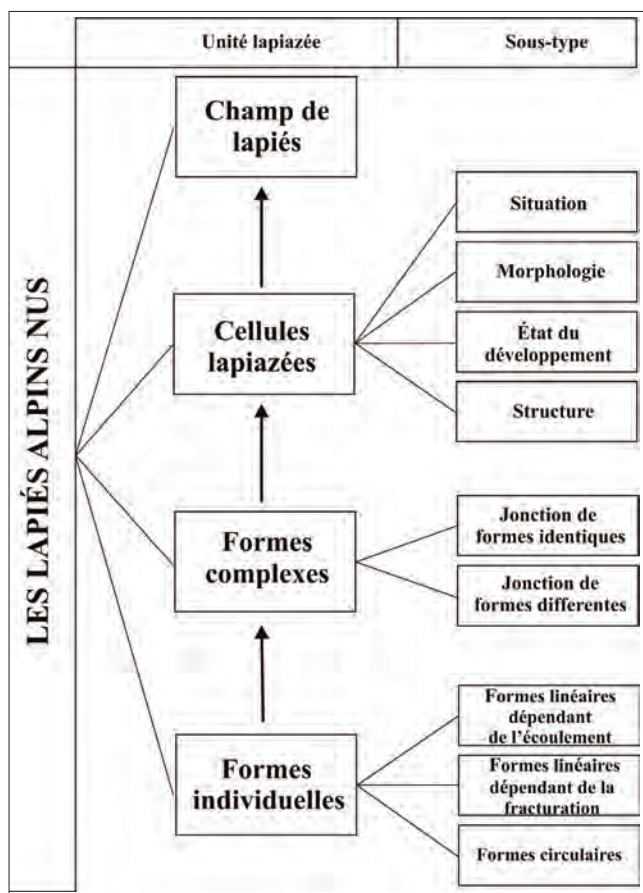 Unité lapiazée
Sous-type
LES LAPIÉS ALPINS NUS
Champ de
lapiés
Cellules
lapiazées
Situation
Morphologie
État du
développement
Structure
Formes
complexes
Jonction de
formes identiques
Jonction de
formes differentes
Formes
individuelles
Formes linéaires
dépendant
de l'écoulement
Formes linéaires
dépendant de la
fracturation
Formes circulaires